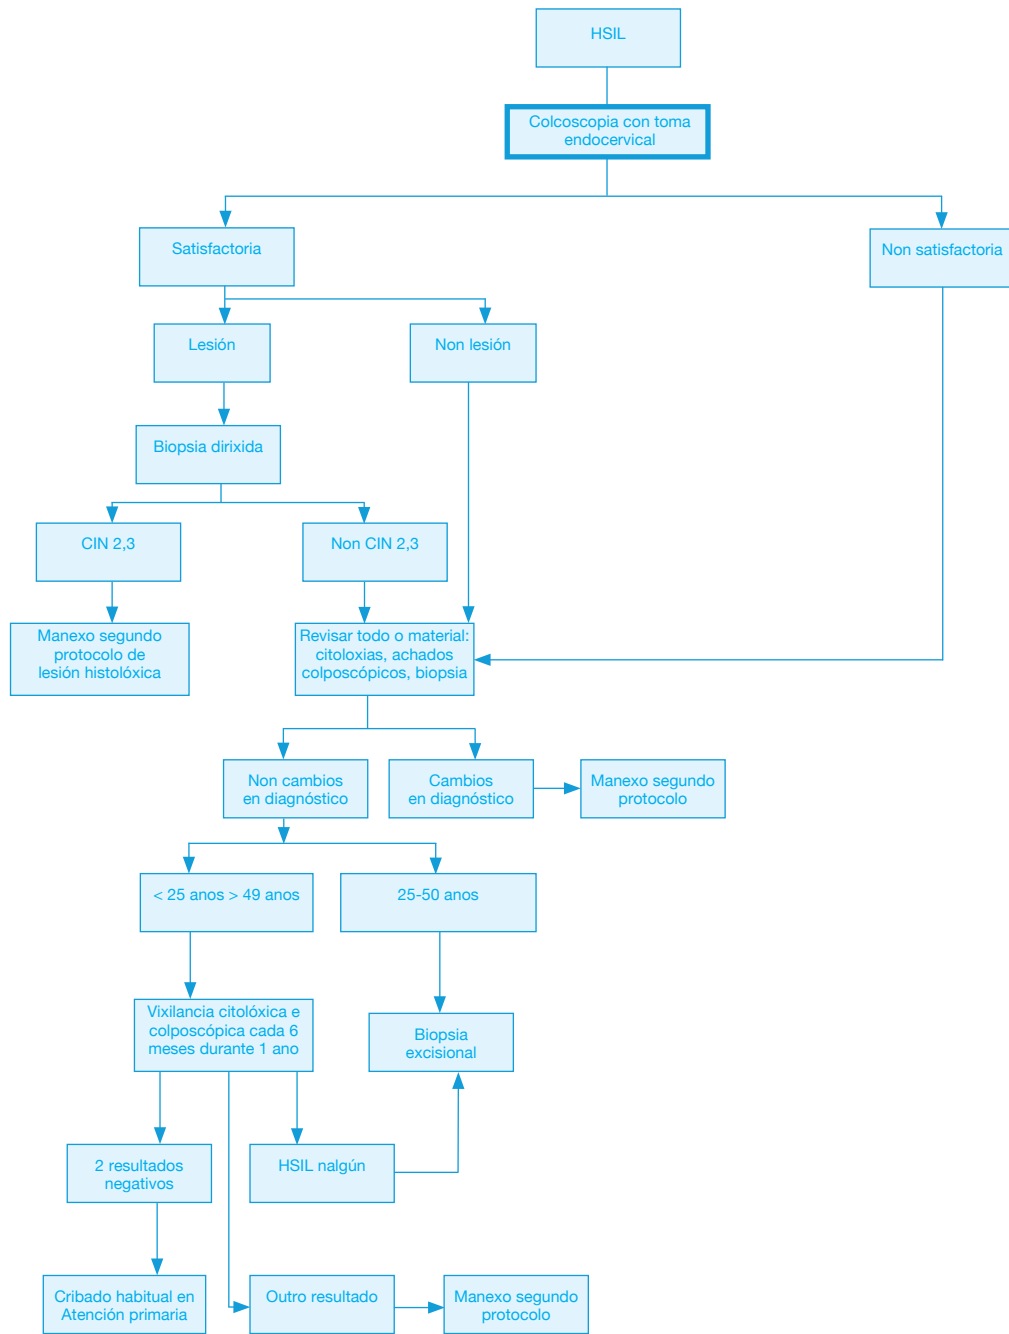 HSIL
Colcoscopia con toma
endocervical
Satisfactoria
Non satisfactoria
Lesión
Non lesión
Biopsia dirixida
CIN 2,3
Non CIN 2,3
Manexo segundo
protocolo de
lesión histolóxica
Revisar todo o material:
citoloxias, achados
colposcópicos, biopsia
Non cambios
en diagnóstico
Cambios
en diagnóstico
Manexo segundo
protocolo
< 25 anos > 49 anos
25-50 anos
Vixilancia citolóxica e
colposcópica cada 6
meses durante 1 ano
Biopsia
excisional
2 resultados
negativos
HSIL nalgún
Cribado habitual en
Atención primaria
Outro resultado
Manexo segundo
protocolo